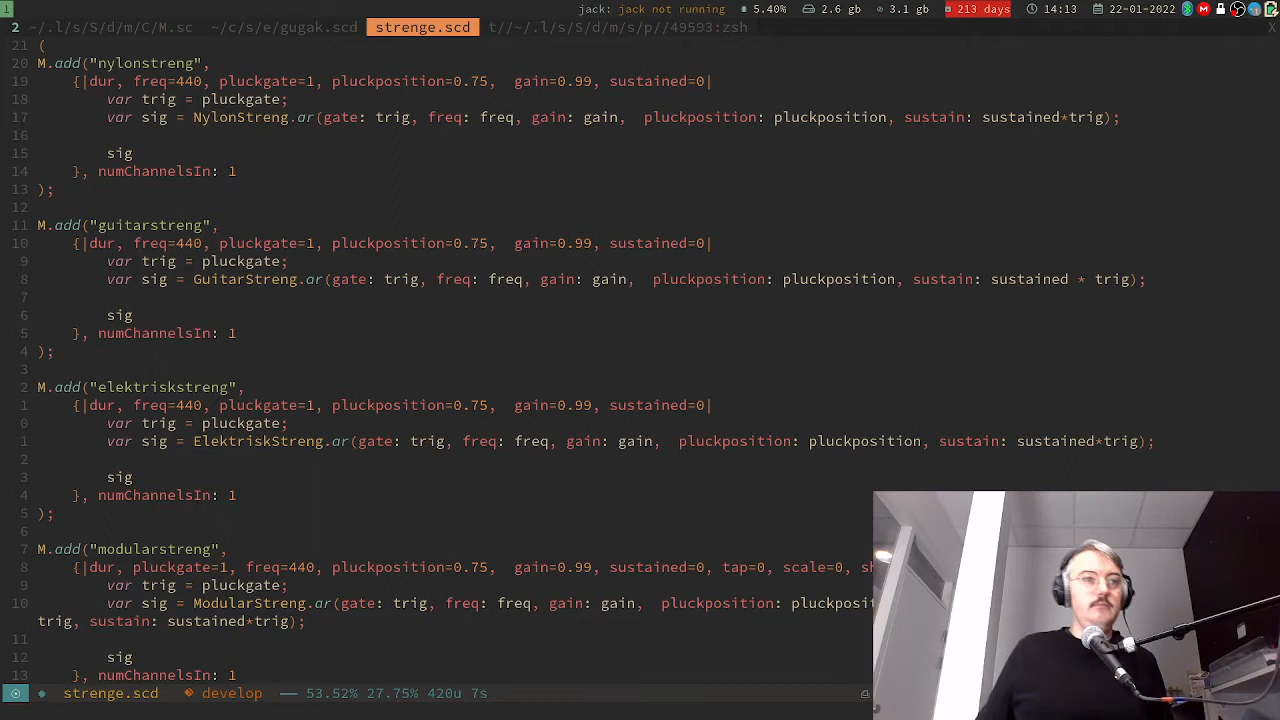 1 jack: jack not running 5.40% 2.6 gb 3.1 gb 213 days 14:13 22-01-2022
2 ~/.l/s/S/d/m/C/M.sc ~/c/s/e/gugak.scd strenge.scd t//~/.l/s/S/d/m/s/p//49593:zsh X
21 (
20 M.add("nylonstreng",
19 {|dur, freq=440, pluckgate=1, pluckposition=0.75, gain=0.99, sustained=0|
18 var trig = pluckgate;
17 var sig = NylonStreng.ar(gate: trig, freq: freq, gain: gain, pluckposition: pluckposition, sustain: sustained*trig);
16
15 sig
14 }, numChannelsIn: 1
13 );
12
11 M.add("guitarstreng",
10 {|dur, freq=440, pluckgate=1, pluckposition=0.75, gain=0.99, sustained=0|
9 var trig = pluckgate;
8 var sig = GuitarStreng.ar(gate: trig, freq: freq, gain: gain, pluckposition: pluckposition, sustain: sustained * trig);
7
6 sig
5 }, numChannelsIn: 1
4 );
3
2 M.add("elektriskstreng",
1 {|dur, freq=440, pluckgate=1, pluckposition=0.75, gain=0.99, sustained=0|
0 var trig = pluckgate;
1 var sig = ElektriskStreng.ar(gate: trig, freq: freq, gain: gain, pluckposition: pluckposition, sustain: sustained*trig);
2
3 sig
4 }, numChannelsIn: 1
5 );
6
7 M.add("modularstreng",
8 {|dur, pluckgate=1, freq=440, pluckposition=0.75, gain=0.99, sustained=0, tap=0, scale=0, sh
9 var trig = pluckgate;
10 var sig = ModularStreng.ar(gate: trig, freq: freq, gain: gain, pluckposition: pluckposit
trig, sustain: sustained*trig);
11
12 sig
13 }, numChannelsIn: 1
strenge.scd develop 53.52% 27.75% 420u 7s